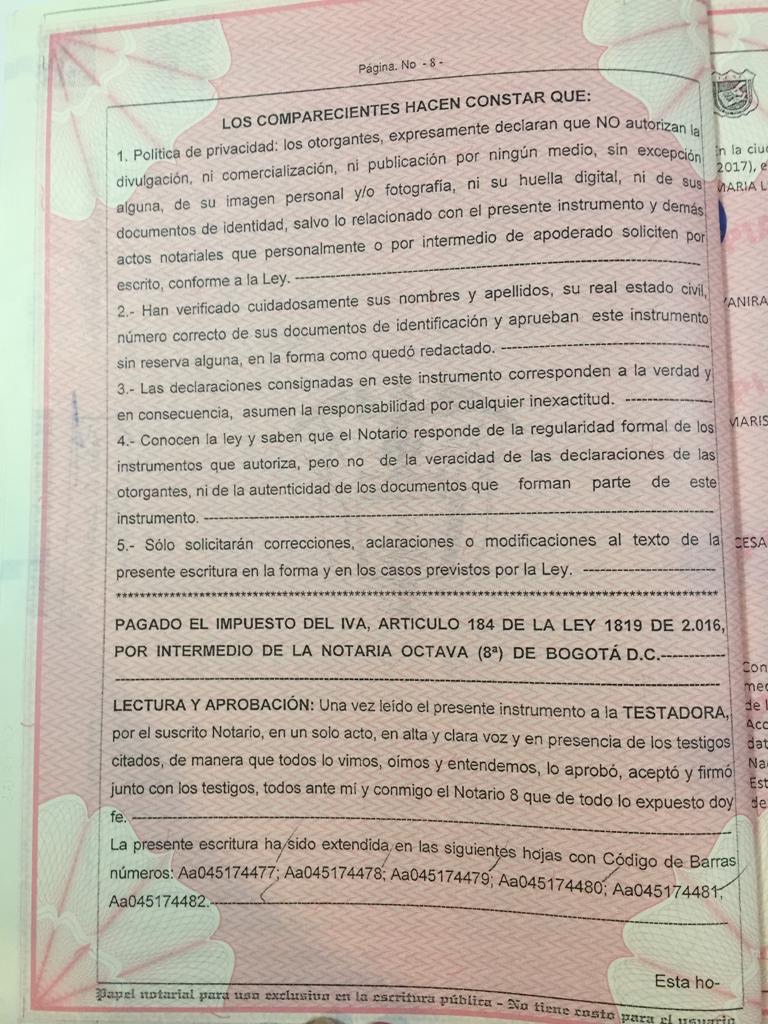 Página. No - 8 -
LOS COMPARECIENTES HACEN CONSTAR QUE:
1. Política de privacidad: los otorgantes, expresamente declaran que NO autorizan la
divulgación, ni comercialización, ni publicación por ningún medio, sin excepción
alguna, de su imagen personal y/o fotografía, ni su huella digital, ni de sus
documentos de identidad, salvo lo relacionado con el presente instrumento y demás
actos notariales que personalmente o por intermedio de apoderado soliciten por
escrito, conforme a la Ley. ----------
2.- Han verificado cuidadosamente sus nombres y apellidos, su real estado civil,
número correcto de sus documentos de identificación y aprueban este instrumento
sin reserva alguna, en la forma como quedó redactado. ----------
3.- Las declaraciones consignadas en este instrumento corresponden a la verdad y
en consecuencia, asumen la responsabilidad por cualquier inexactitud. ----------
4.- Conocen la ley y saben que el Notario responde de la regularidad formal de los
instrumentos que autoriza, pero no de la veracidad de las declaraciones de las
otorgantes, ni de la autenticidad de los documentos que forman parte de este
instrumento. ----------
5.- Sólo solicitarán correcciones, aclaraciones o modificaciones al texto de la
presente escritura en la forma y en los casos previstos por la Ley. ----------
**********
PAGADO EL IMPUESTO DEL IVA, ARTICULO 184 DE LA LEY 1819 DE 2.016,
POR INTERMEDIO DE LA NOTARIA OCTAVA (8ª) DE BOGOTÁ D.C.----------
----------
LECTURA Y APROBACIÓN: Una vez leído el presente instrumento a la TESTADORA,
por el suscrito Notario, en un solo acto, en alta y clara voz y en presencia de los testigos
citados, de manera que todos lo vimos, oímos y entendemos, lo aprobó, aceptó y firmó
junto con los testigos, todos ante mí y conmigo el Notario 8 que de todo lo expuesto doy
fe. ----------
La presente escritura ha sido extendida en las siguientes hojas con Código de Barras
números: Aa045174477; Aa045174478; Aa045174479; Aa045174480; Aa045174481;
Aa045174482.----------
Esta ho-
Papel notarial para uso exclusivo en la escritura pública - No tiene costo para el usuario
2017), e
MARIA L
ANIRA
MARIS
CESA
Con
med
de l
Acc
dat
Na
Est
de